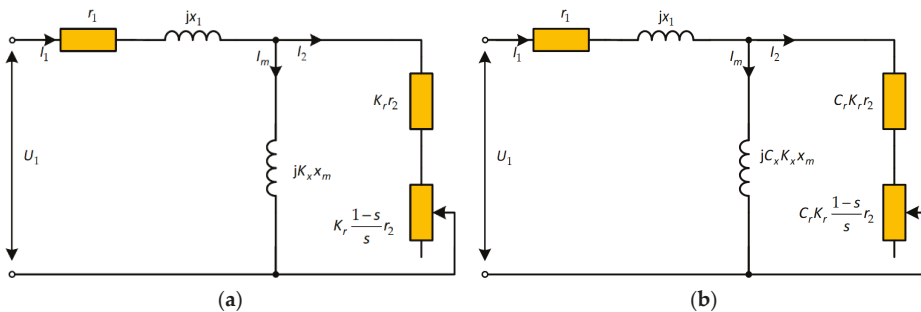 r₁
jx₁
I₁
Iₘ
I₂
Kᵣr₂
U₁
jKₓxₘ
Kᵣ (1−s)/s r₂
(a)
r₁
jx₁
I₁
Iₘ
I₂
CᵣKᵣr₂
U₁
jCₓKₓxₘ
CᵣKᵣ (1−s)/s r₂
(b)